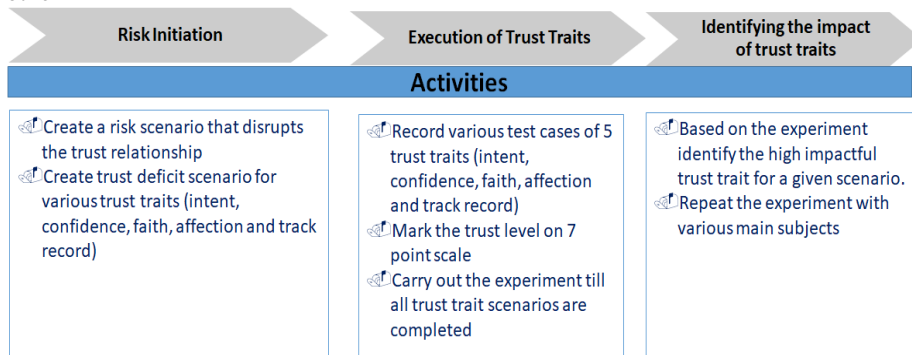 Risk Initiation
Execution of Trust Traits
Identifying the impact
of trust traits
Activities
Create a risk scenario that disrupts
the trust relationship
Create trust deficit scenario for
various trust traits (intent,
confidence, faith, affection and track
record)
Record various test cases of 5
trust traits (intent,
confidence, faith, affection
and track record)
Mark the trust level on 7
point scale
Carry out the experiment till
all trust trait scenarios are
completed
Based on the experiment
identify the high impactful
trust trait for a given scenario.
Repeat the experiment with
various main subjects